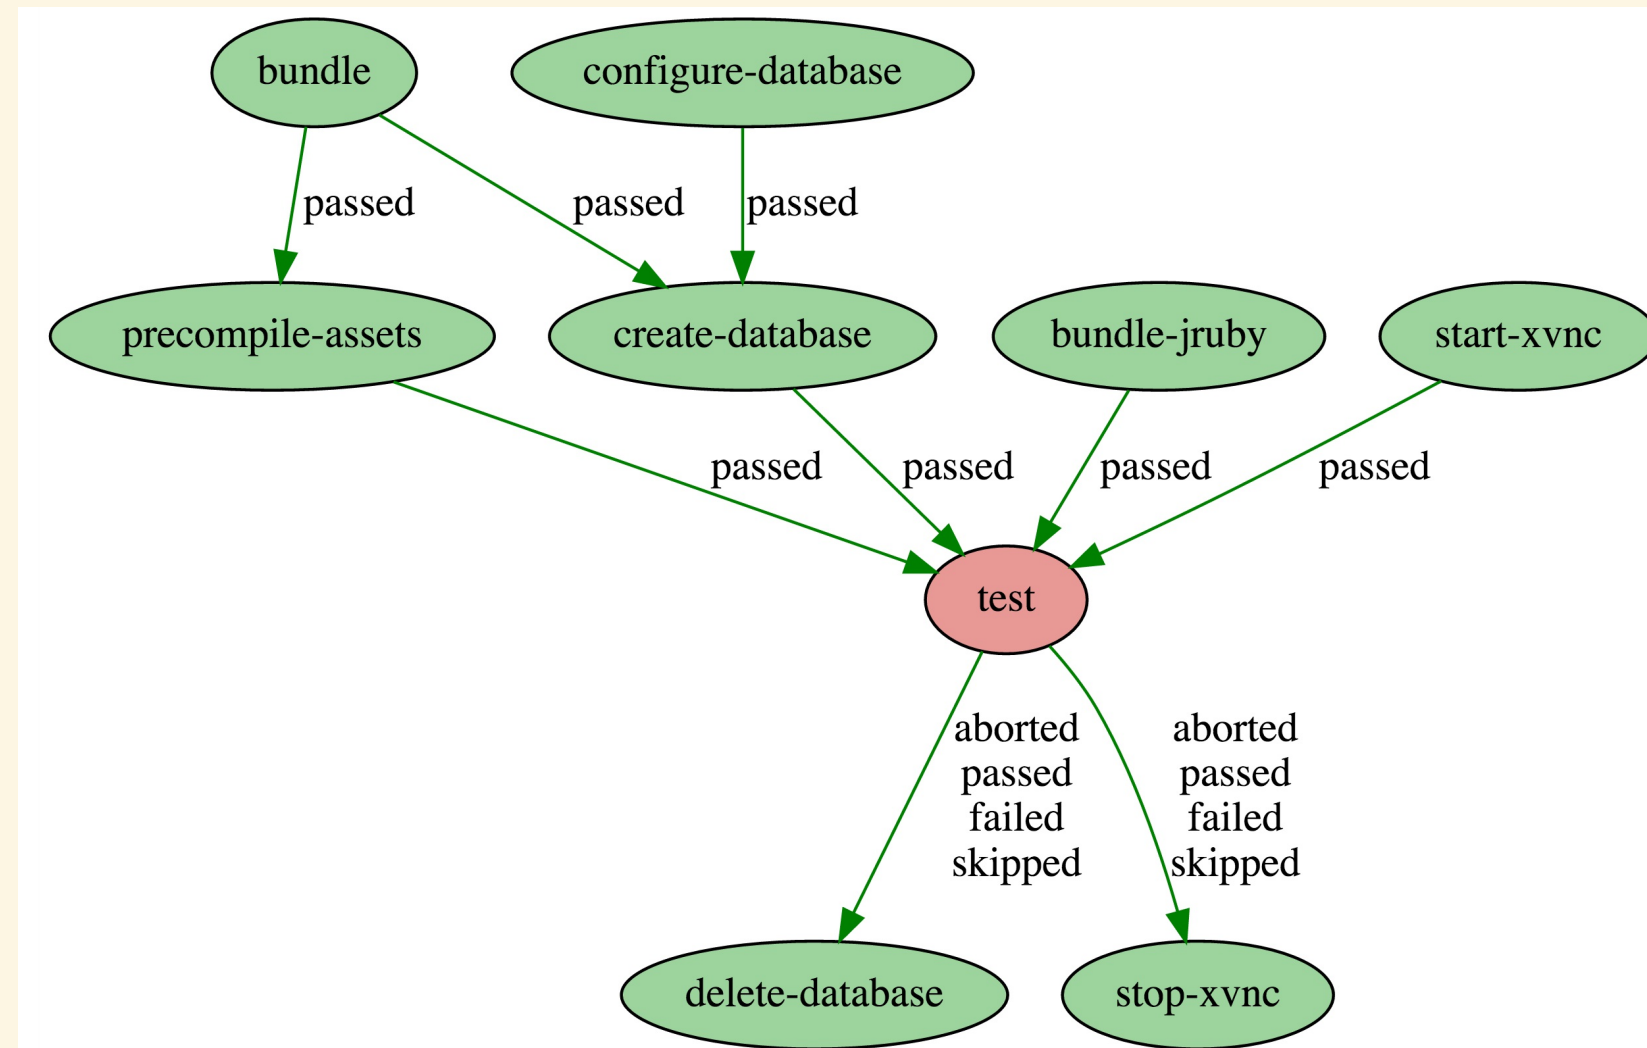 bundle
configure-database
passed
passed
passed
precompile-assets
create-database
bundle-jruby
start-xvnc
passed
passed
passed
passed
test
aborted
passed
failed
skipped
aborted
passed
failed
skipped
delete-database
stop-xvnc